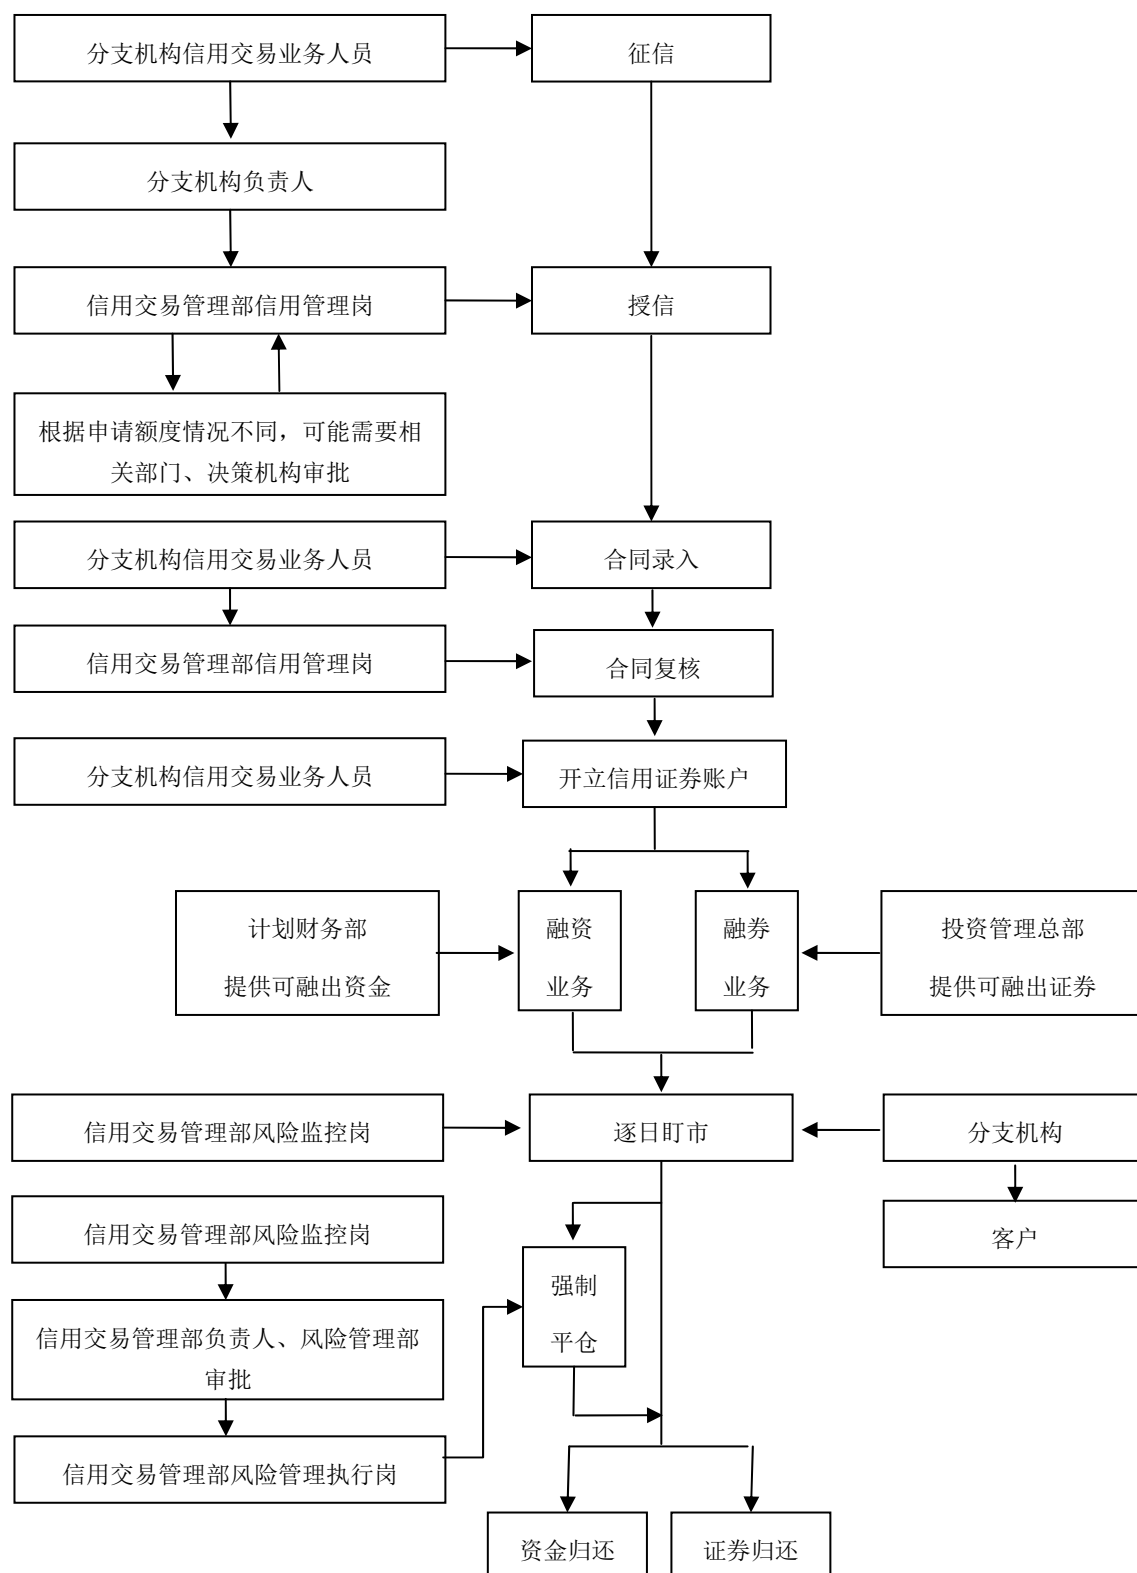 分支机构信用交易业务人员
征信
分支机构负责人
信用交易管理部信用管理岗
授信
根据申请额度情况不同，可能需要相
关部门、决策机构审批
分支机构信用交易业务人员
合同录入
信用交易管理部信用管理岗
合同复核
分支机构信用交易业务人员
开立信用证券账户
计划财务部
提供可融出资金
融资
业务
融券
业务
投资管理总部
提供可融出证券
信用交易管理部风险监控岗
逐日盯市
分支机构
信用交易管理部风险监控岗
客户
强制
平仓
信用交易管理部负责人、风险管理部
审批
信用交易管理部风险管理执行岗
资金归还
证券归还